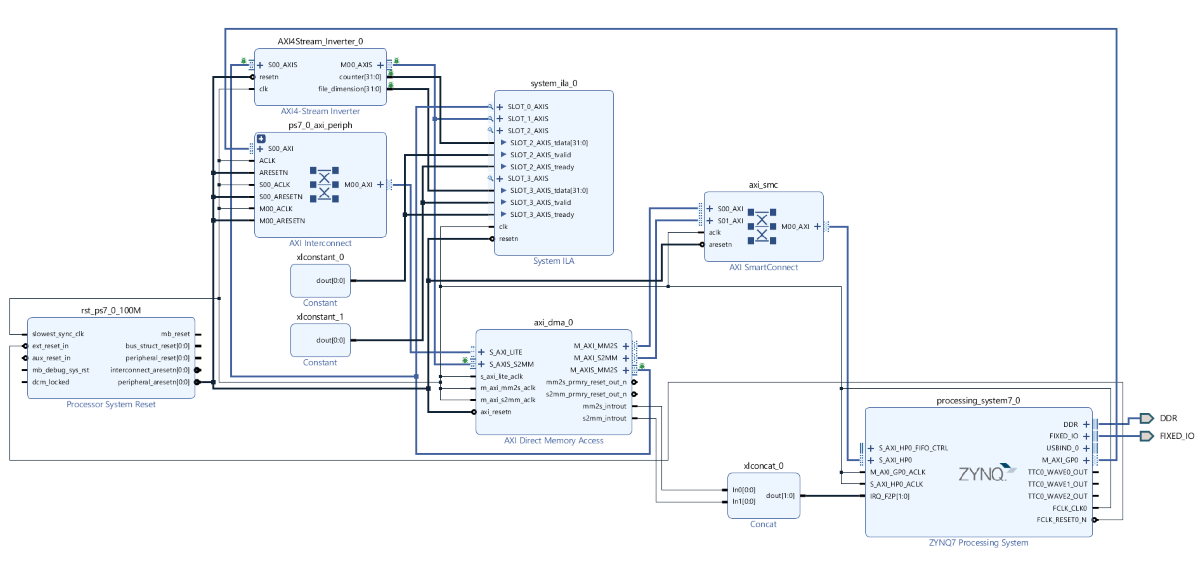 AXI4Stream_Inverter_0
S00_AXIS
resetn
clk
M00_AXIS
counter[31:0]
file_dimension[31:0]
AXI4-Stream Inverter
ps7_0_axi_periph
S00_AXI
ACLK
ARESETN
S00_ACLK
S00_ARESETN
M00_ACLK
M00_ARESETN
M00_AXI
AXI Interconnect
xlconstant_0
dout[0:0]
Constant
xlconstant_1
dout[0:0]
Constant
rst_ps7_0_100M
slowest_sync_clk
ext_reset_in
aux_reset_in
mb_debug_sys_rst
dcm_locked
mb_reset
bus_struct_reset[0:0]
peripheral_reset[0:0]
interconnect_aresetn[0:0]
peripheral_aresetn[0:0]
Processor System Reset
system_ila_0
SLOT_0_AXIS
SLOT_1_AXIS
SLOT_2_AXIS
SLOT_2_AXIS_tdata[31:0]
SLOT_2_AXIS_tvalid
SLOT_2_AXIS_tready
SLOT_3_AXIS
SLOT_3_AXIS_tdata[31:0]
SLOT_3_AXIS_tvalid
SLOT_3_AXIS_tready
clk
resetn
System ILA
axi_dma_0
S_AXI_LITE
S_AXIS_S2MM
s_axi_lite_aclk
m_axi_mm2s_aclk
m_axi_s2mm_aclk
axi_resetn
M_AXI_MM2S
M_AXI_S2MM
M_AXIS_MM2S
mm2s_prmry_reset_out_n
s2mm_prmry_reset_out_n
mm2s_introut
s2mm_introut
AXI Direct Memory Access
axi_smc
S00_AXI
S01_AXI
aclk
aresetn
M00_AXI
AXI SmartConnect
xlconcat_0
In0[0:0]
In1[0:0]
dout[1:0]
Concat
processing_system7_0
S_AXI_HP0_FIFO_CTRL
S_AXI_HP0
M_AXI_GP0_ACLK
S_AXI_HP0_ACLK
IRQ_F2P[1:0]
ZYNQ
DDR
FIXED_IO
USBIND_0
M_AXI_GP0
TTC0_WAVE0_OUT
TTC0_WAVE1_OUT
TTC0_WAVE2_OUT
FCLK_CLK0
FCLK_RESET0_N
ZYNQ7 Processing System
DDR
FIXED_IO